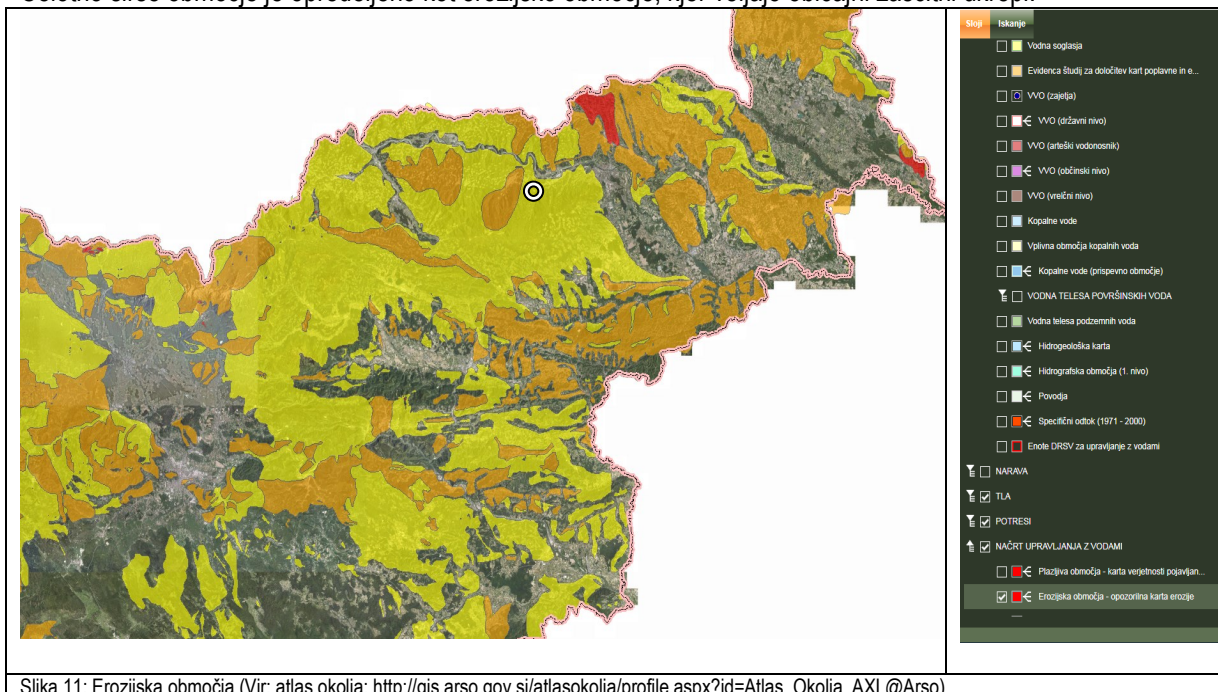 Celotno širše območje je opredeljeno kot erozijsko območje, kjer veljajo običajni zaščitni ukrepi.
Sloji Iskanje
Vodna soglasja
Evidenca študij za določitev kart poplavne in e...
VVO (zajetja)
VVO (državni nivo)
VVO (arteški vodonosnik)
VVO (občinski nivo)
VVO (vrelčni nivo)
Kopalne vode
Vplivna območja kopalnih voda
Kopalne vode (prispevno območje)
VODNA TELESA POVRŠINSKIH VODA
Vodna telesa podzemnih voda
Hidrogeološka karta
Hidrografska območja (1. nivo)
Povodja
Specifični odtok (1971 - 2000)
Enote DRSV za upravljanje z vodami
NARAVA
TLA
POTRESI
NAČRT UPRAVLJANJA Z VODAMI
Plazljiva območja - karta verjetnosti pojavljan...
Erozijska območja - opozorilna karta erozije
Slika 11: Erozijska območja (Vir: atlas okolja: http://gis.arso.gov.si/atlasokolja/profile.aspx?id=Atlas_Okolja_AXL@Arso)